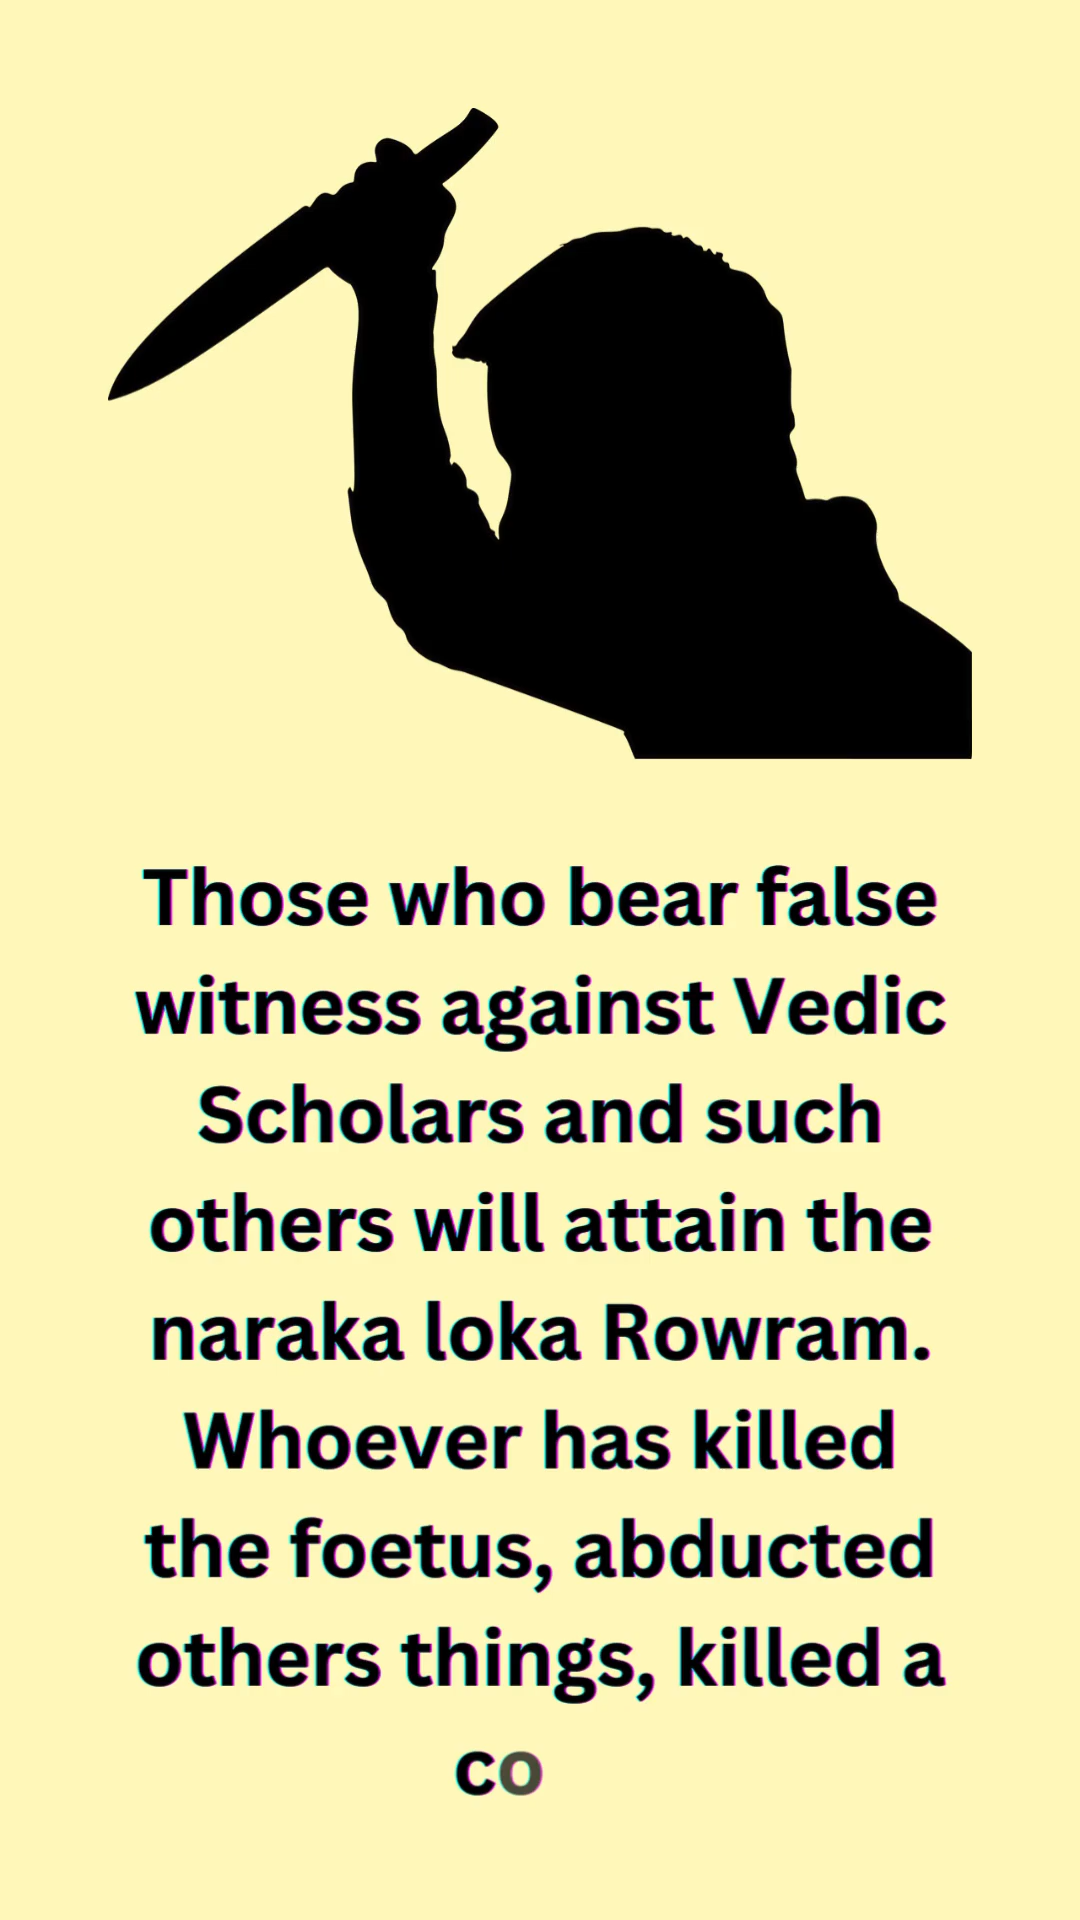 Those who bear false
witness against Vedic
Scholars and such
others will attain the
naraka loka Rowram.
Whoever has killed
the foetus, abducted
others things, killed a
co